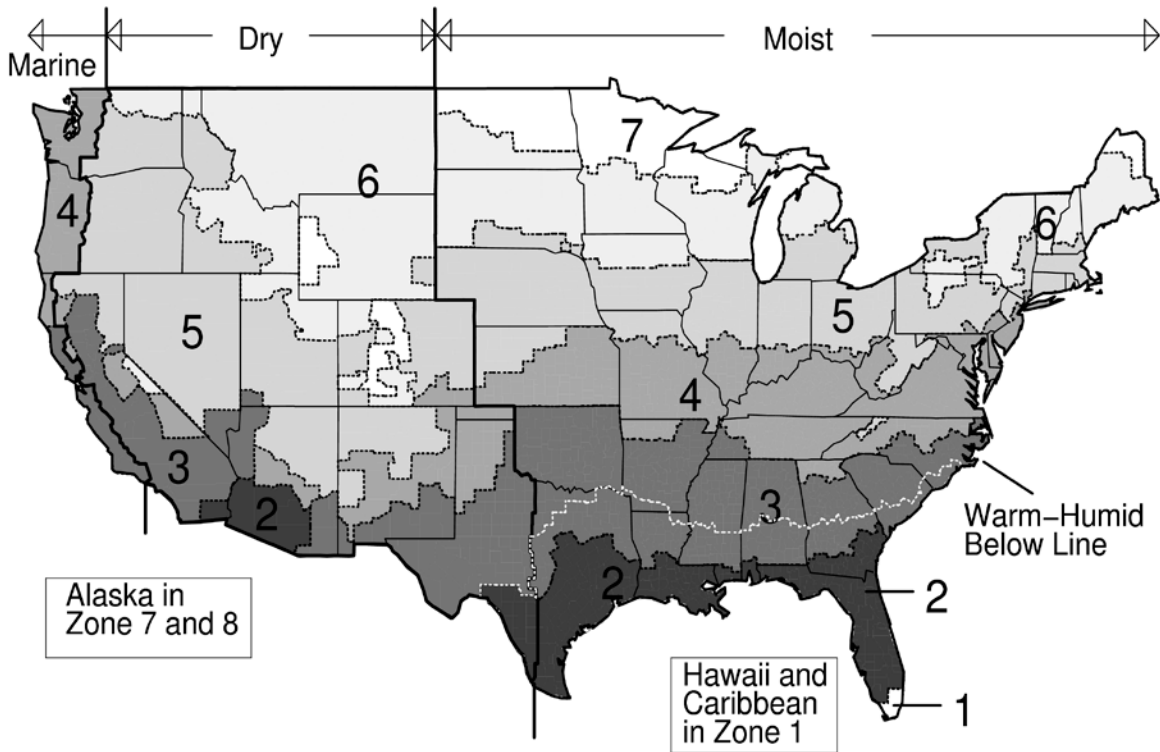 Dry
Moist
Marine
7
6
4
6
5
5
4
3
3
2
Warm−Humid
Below Line
2
2
Alaska in
Zone 7 and 8
Hawaii and
Caribbean
in Zone 1
1